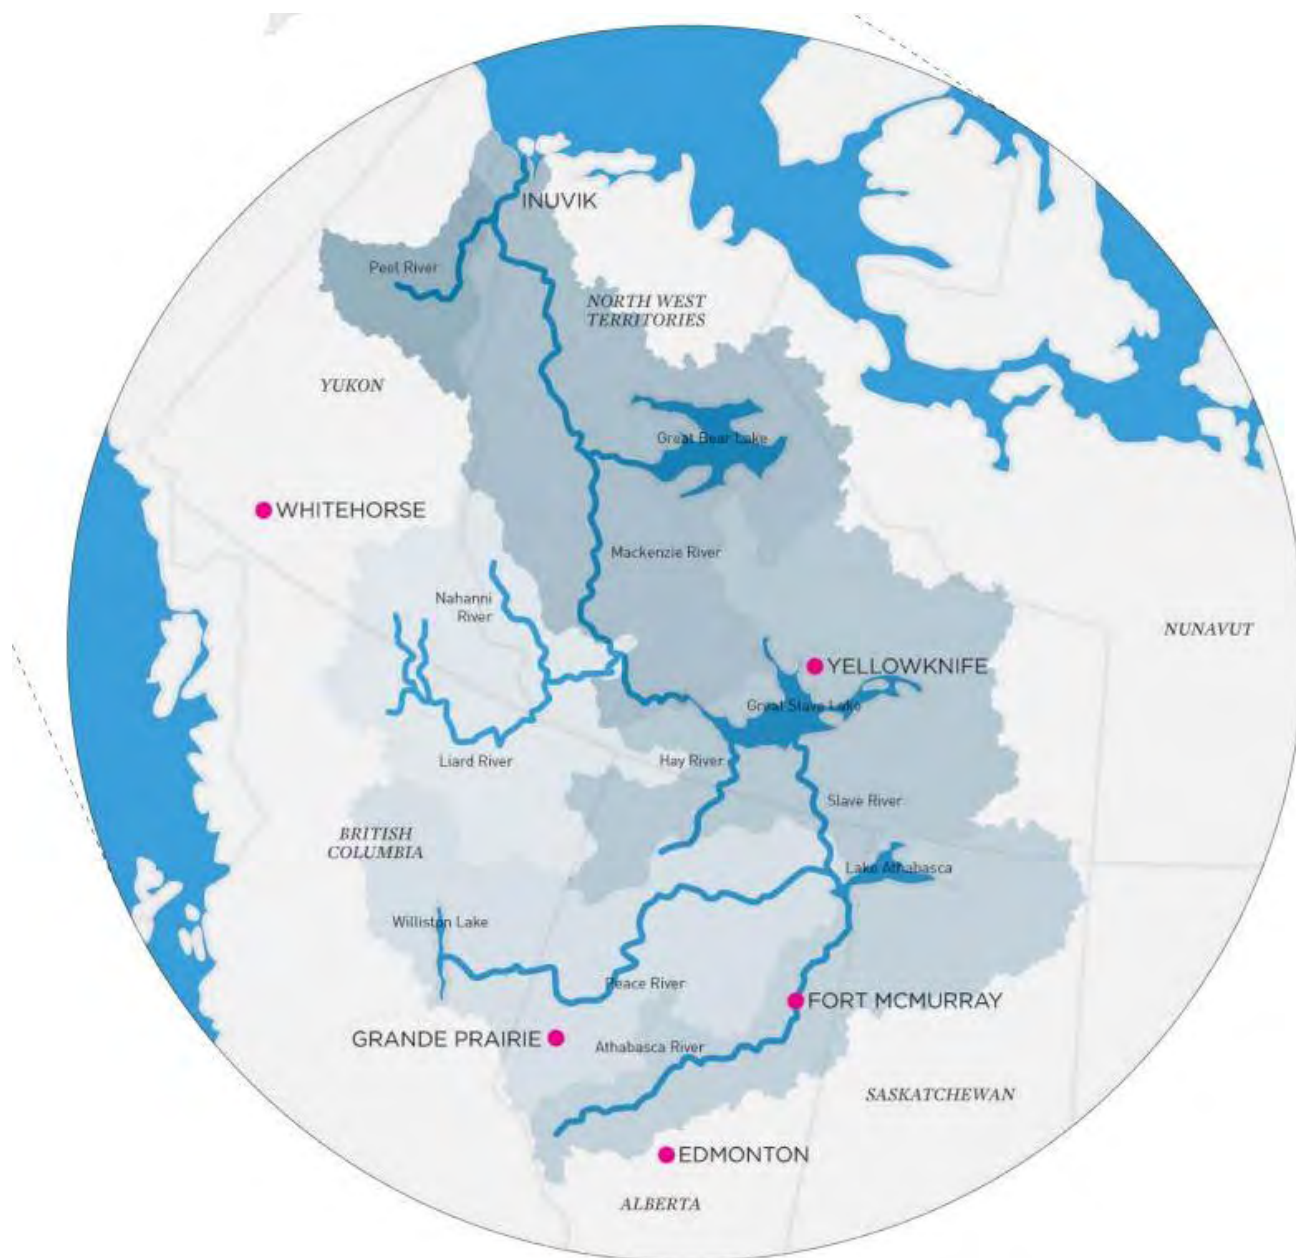 INUVIK
Peel River
NORTH WEST
TERRITORIES
YUKON
Great Bear Lake
WHITEHORSE
Mackenzie River
Nahanni
River
NUNAVUT
YELLOWKNIFE
Great Slave Lake
Liard River
Hay River
Slave River
BRITISH
COLUMBIA
Lake Athabasca
Williston Lake
Peace River
FORT MCMURRAY
GRANDE PRAIRIE
Athabasca River
SASKATCHEWAN
EDMONTON
ALBERTA